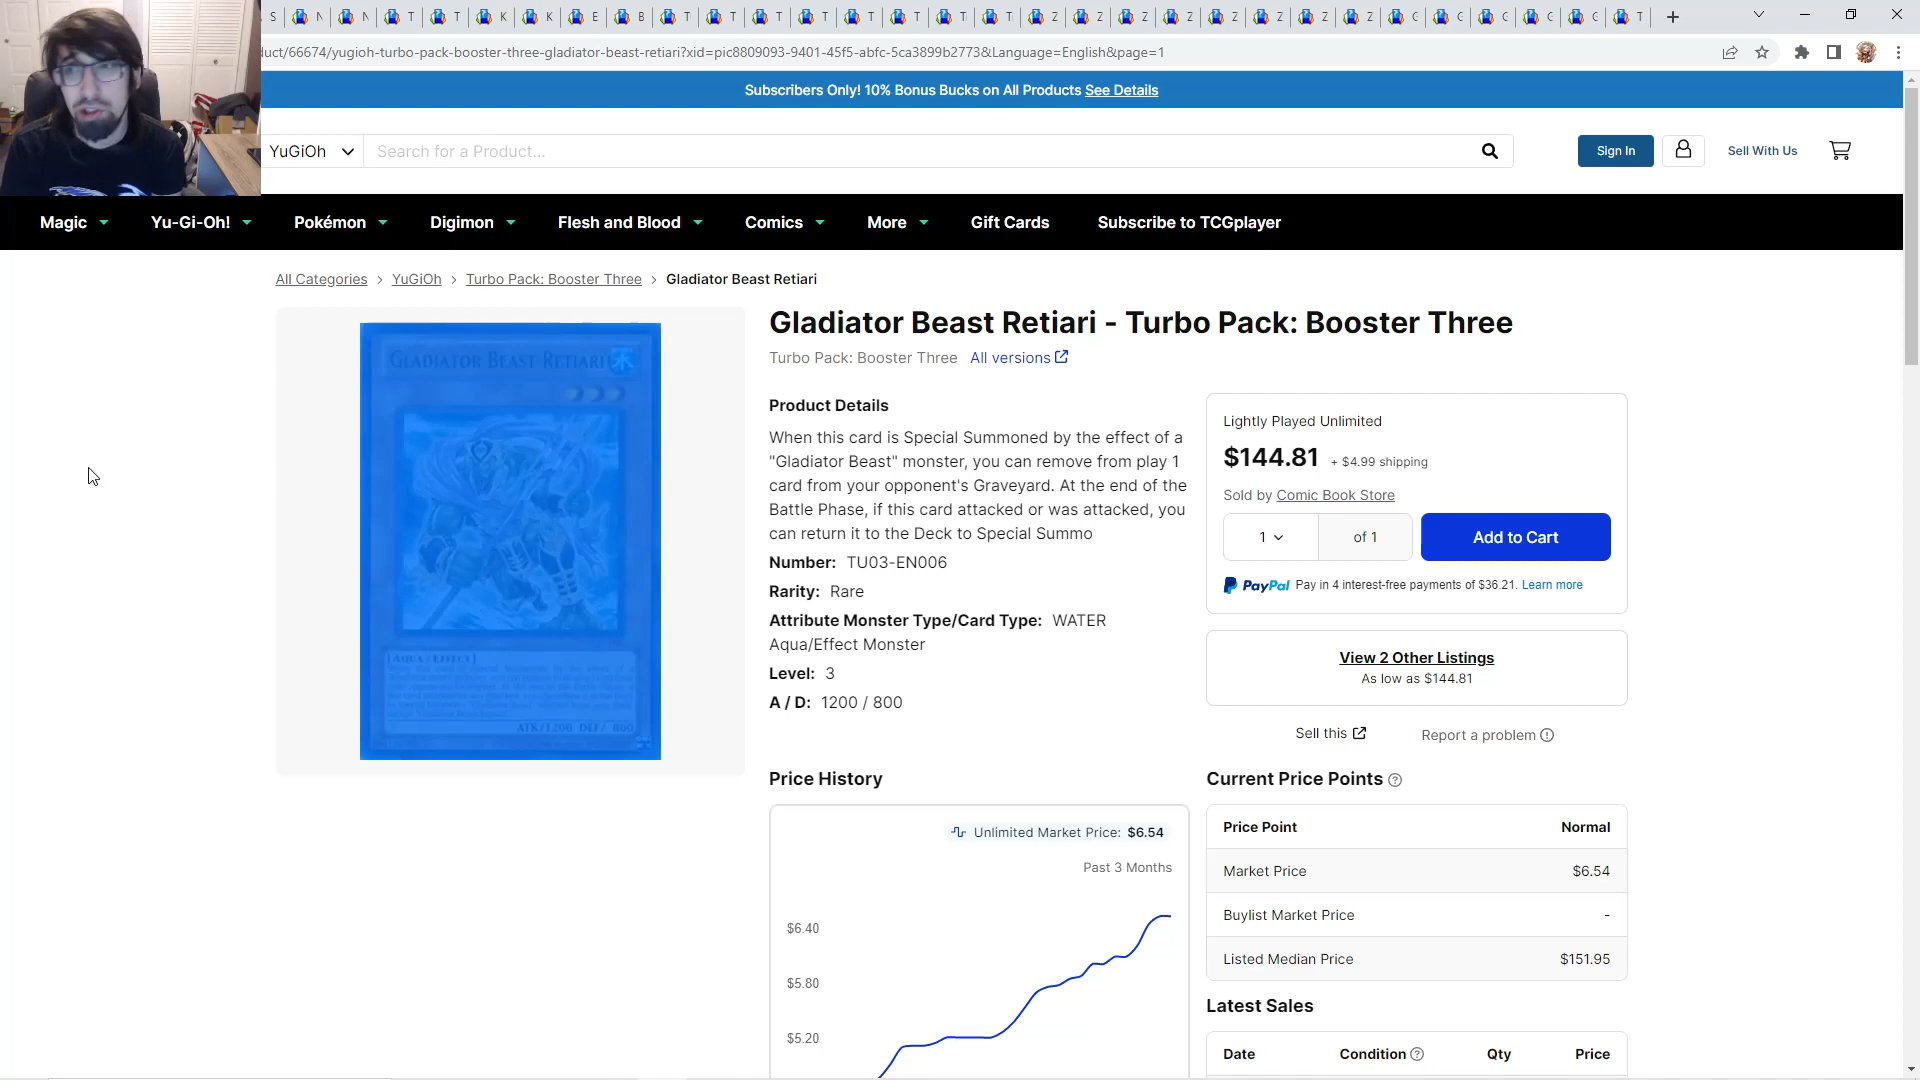 S N N T T K K E B T T T T T T T T Z Z Z Z Z Z Z Z G G G G G T
duct/66674/yugioh-turbo-pack-booster-three-gladiator-beast-retiari?xid=pic8809093-9401-45f5-abfc-5ca3899b2773&Language=English&page=1
Subscribers Only! 10% Bonus Bucks on All Products See Details
YuGiOh Search for a Product... Sign In Sell With Us
Magic Yu-Gi-Oh! Pokémon Digimon Flesh and Blood Comics More Gift Cards Subscribe to TCGplayer
All Categories > YuGiOh > Turbo Pack: Booster Three > Gladiator Beast Retiari
GLADIATOR BEAST RETIARI
[AQUA/EFFECT]
ATK/1200 DEF/ 800
Gladiator Beast Retiari - Turbo Pack: Booster Three
Turbo Pack: Booster Three All versions
Product Details
When this card is Special Summoned by the effect of a
"Gladiator Beast" monster, you can remove from play 1
card from your opponent's Graveyard. At the end of the
Battle Phase, if this card attacked or was attacked, you
can return it to the Deck to Special Summo
Number: TU03-EN006
Rarity: Rare
Attribute Monster Type/Card Type: WATER
Aqua/Effect Monster
Level: 3
A / D: 1200 / 800
Lightly Played Unlimited
$144.81 + $4.99 shipping
Sold by Comic Book Store
1 of 1 Add to Cart
PayPal Pay in 4 interest-free payments of $36.21. Learn more
View 2 Other Listings
As low as $144.81
Sell this Report a problem
Price History
Unlimited Market Price: $6.54
Past 3 Months
$6.40
$5.80
$5.20
Current Price Points
Price Point Normal
Market Price $6.54
Buylist Market Price -
Listed Median Price $151.95
Latest Sales
Date Condition Qty Price